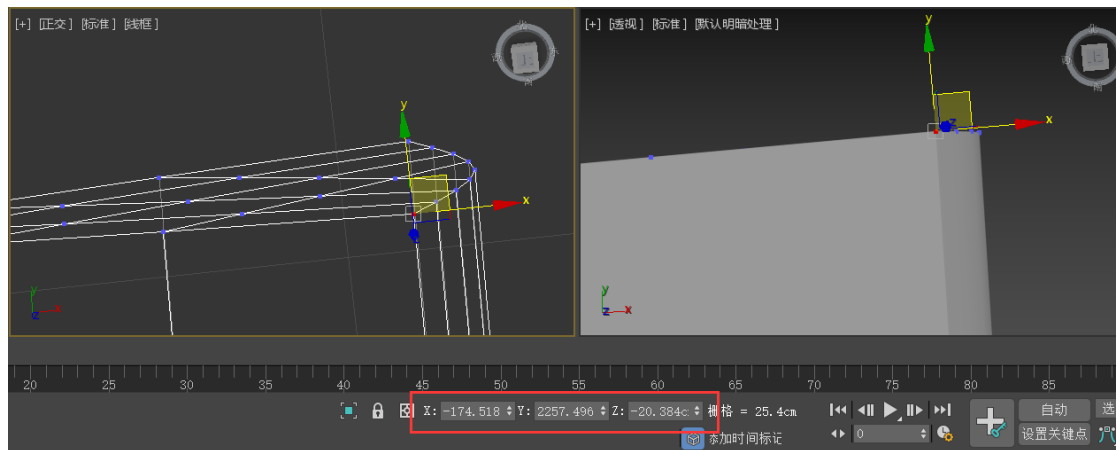 [+] [正交] [标准] [线框]
[+] [透视] [标准] [默认明暗处理]
y
x
y
x
z
y
z
x
y
z
x
20 25 30 35 40 45 50 55 60 65 70 75 80 85
X: -174.518 Y: 2257.496 Z: -20.384c 栅格 = 25.4cm
自动 选
添加时间标记
0
设置关键点